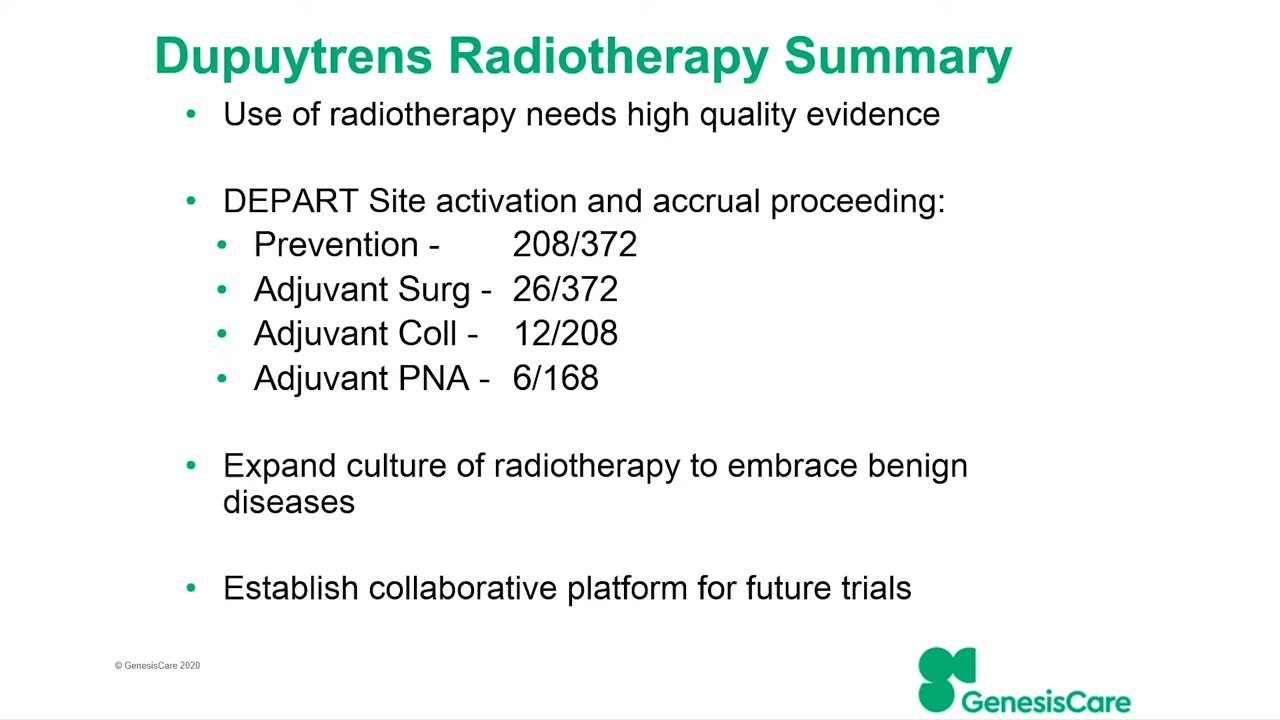 Dupuytrens Radiotherapy Summary
• Use of radiotherapy needs high quality evidence
• DEPART Site activation and accrual proceeding:
• Prevention - 208/372
• Adjuvant Surg - 26/372
• Adjuvant Coll - 12/208
• Adjuvant PNA - 6/168
• Expand culture of radiotherapy to embrace benign
diseases
• Establish collaborative platform for future trials
© GenesisCare 2020
GenesisCare